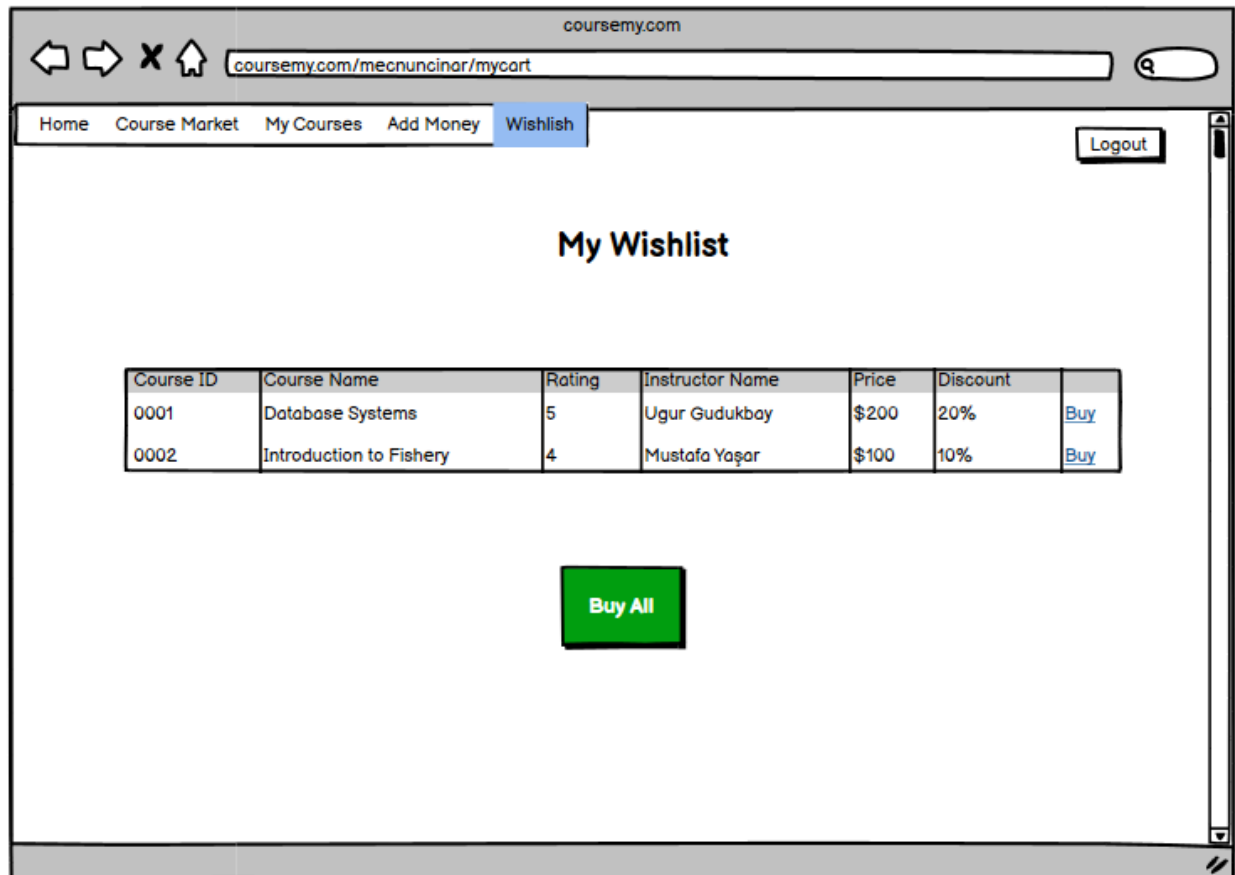 coursemy.com
coursemy.com/mecnuncinar/mycart
Home Course Market My Courses Add Money Wishlish
Logout
My Wishlist
Course ID Course Name Rating Instructor Name Price Discount
0001 Database Systems 5 Ugur Gudukbay $200 20% Buy
0002 Introduction to Fishery 4 Mustafa Yaşar $100 10% Buy
Buy All